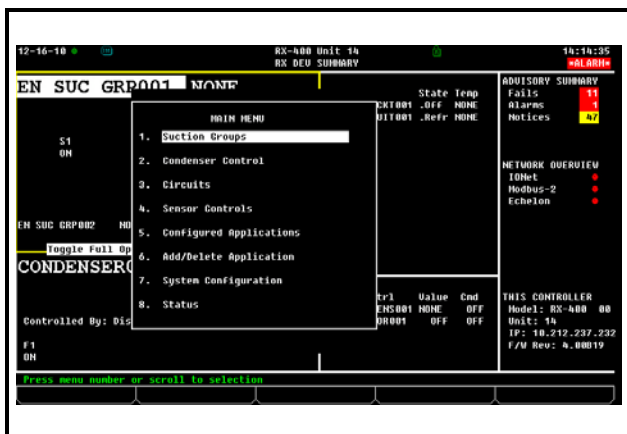 12-16-10
RX-400 Unit 14
14:14:35
RX DEV SUMMARY
*ALARM*
EN SUC GRP001 NONE
State Temp
CKT001 .Off NONE
UIT001 .Refr NONE
S1
ON
EN SUC GRP002 NO
Toggle Full Op
CONDENSER
Controlled By: Dis
F1
ON
MAIN MENU
1. Suction Groups
2. Condenser Control
3. Circuits
4. Sensor Controls
5. Configured Applications
6. Add/Delete Application
7. System Configuration
8. Status
trl Value Cmd
ENS001 NONE OFF
OR001 OFF OFF
ADVISORY SUMMARY
Fails 11
Alarms 1
Notices 47
NETWORK OVERVIEW
IONet
Modbus-2
Echelon
THIS CONTROLLER
Model: RX-400 00
Unit: 14
IP: 10.212.237.232
F/W Rev: 4.00B19
Press menu number or scroll to selection